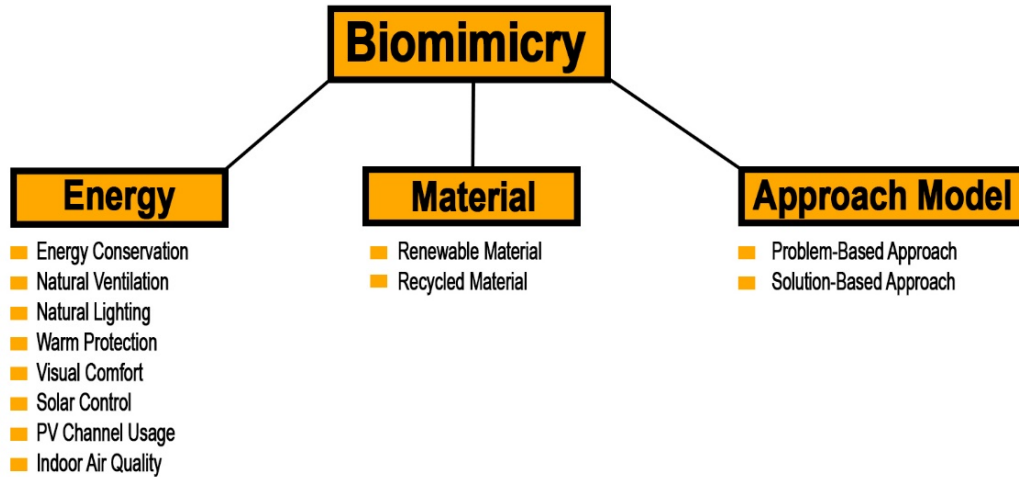 Biomimicry
Energy
Energy Conservation
Natural Ventilation
Natural Lighting
Warm Protection
Visual Comfort
Solar Control
PV Channel Usage
Indoor Air Quality
Material
Renewable Material
Recycled Material
Approach Model
Problem-Based Approach
Solution-Based Approach